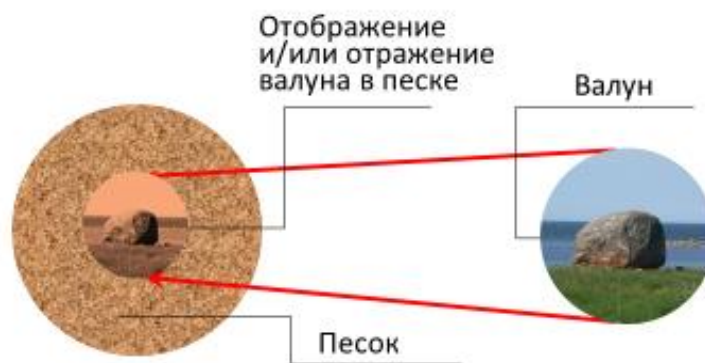 Отображение
и/или отражение
валуна в песке
Валун
Песок